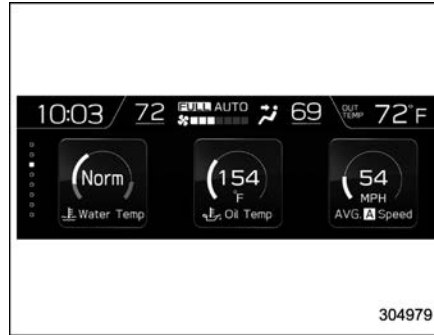 10:03 72 FULL AUTO 69 OUT TEMP 72°F
Norm
Water Temp
154
°F
Oil Temp
54
MPH
AVG. A Speed
304979